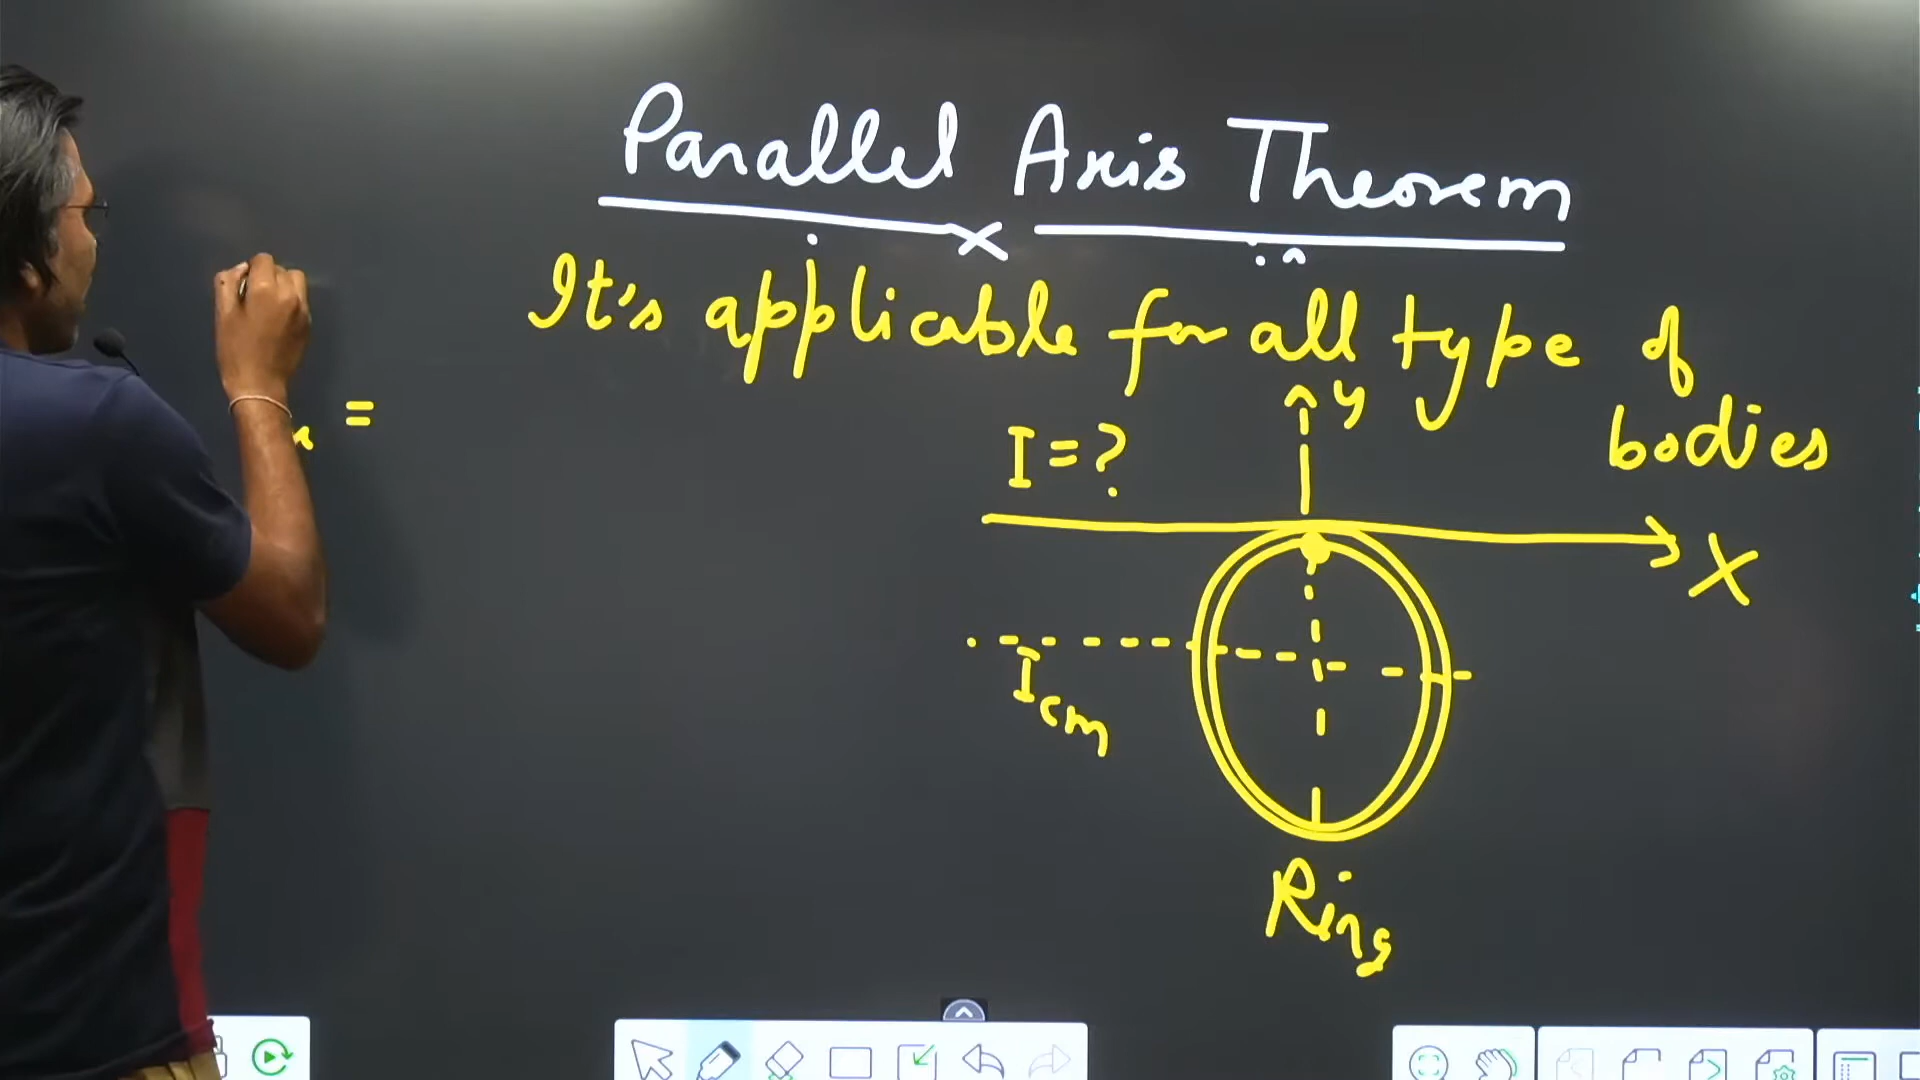 Parallel Axis Theorem
It's applicable for all type of
bodies
y
I = ?
=
X
Icm
Ring